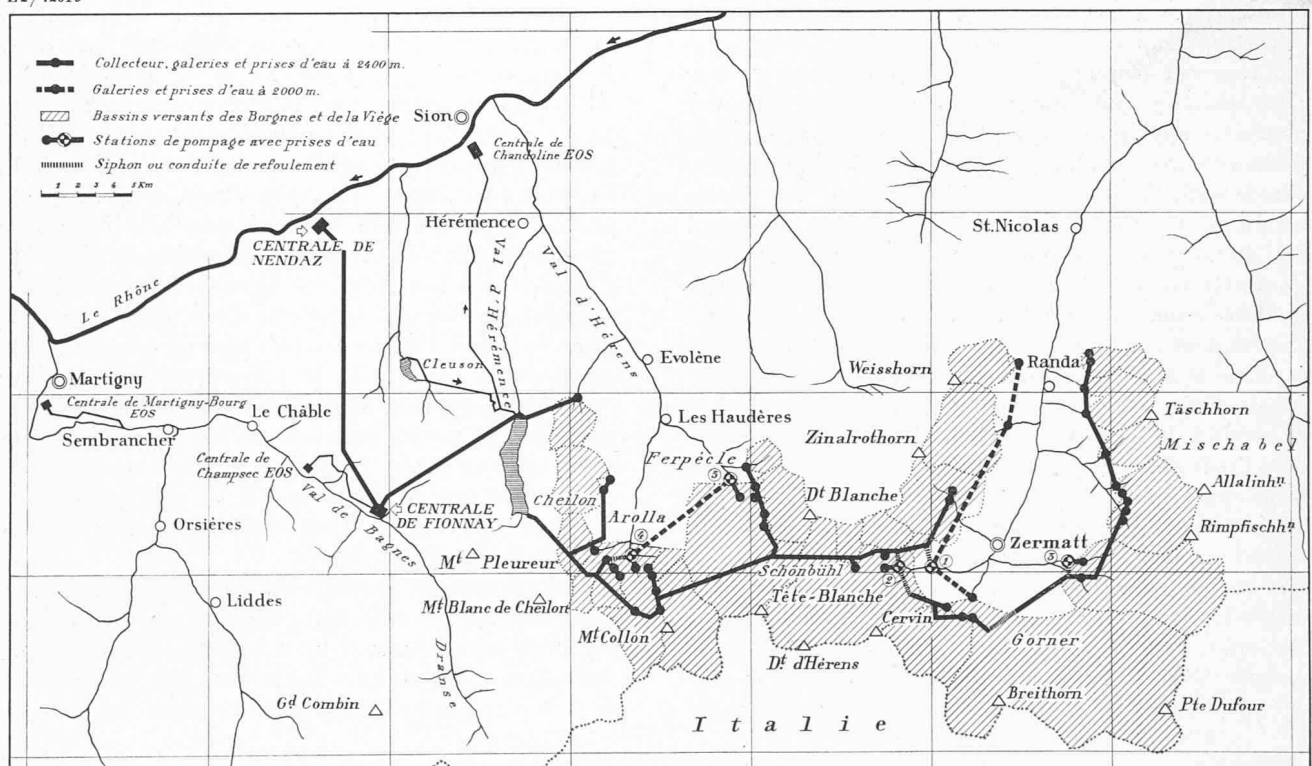 Collecteur, galeries et prises d'eau à 2400 m.
Galeries et prises d'eau à 2000 m.
Bassins versants des Borgnes et de la Viège
Stations de pompage avec prises d'eau
Siphon ou conduite de refoulement
1 2 3 4 5 Km
Sion
Centrale de
Chandoline EOS
Hérémence
St. Nicolas
CENTRALE DE
NENDAZ
Le Rhône
Val d'Hérémence
Val d'Hérens
Cleuson
Evolène
Weisshorn
Randa
Martigny
Centrale de Martigny-Bourg
EOS
Le Châble
Sembrancher
Les Haudères
Täschhorn
Mischabel
Zinalrothorn
Ferpècle
Centrale de
Champsec EOS
Val de Bagnes
Cheilon
Dt Blanche
Allalinhn
CENTRALE
DE FIONNAY
Arolla
Orsières
Rimpfischhn
Zermatt
Mt Pleureur
Schönbühl
5
4
2
1
5
Liddes
Mt Blanc de Cheilon
Tête-Blanche
Cervin
Mt Collon
Gorner
Dt d'Hérens
Dranse
Gd Combin
Breithorn
Pte Dufour
Italie